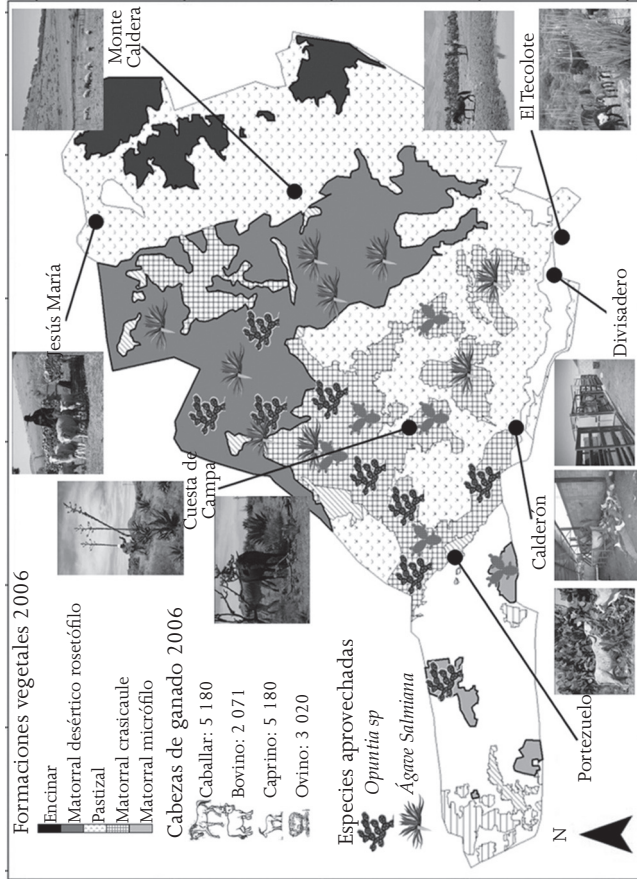 Formaciones vegetales 2006
Encinar
Matorral desértico rosetófilo
Pastizal
Matorral crasicaule
Matorral micrófilo
Cabezas de ganado 2006
Caballar: 5 180
Bovino: 2 071
Caprino: 5 180
Ovino: 3 020
Especies aprovechadas
Opuntia sp
Ágave Salmiana
N
Jesús María
Monte
Caldera
Cuesta de
Campa
El Tecolote
Divisadero
Calderón
Portezuelo